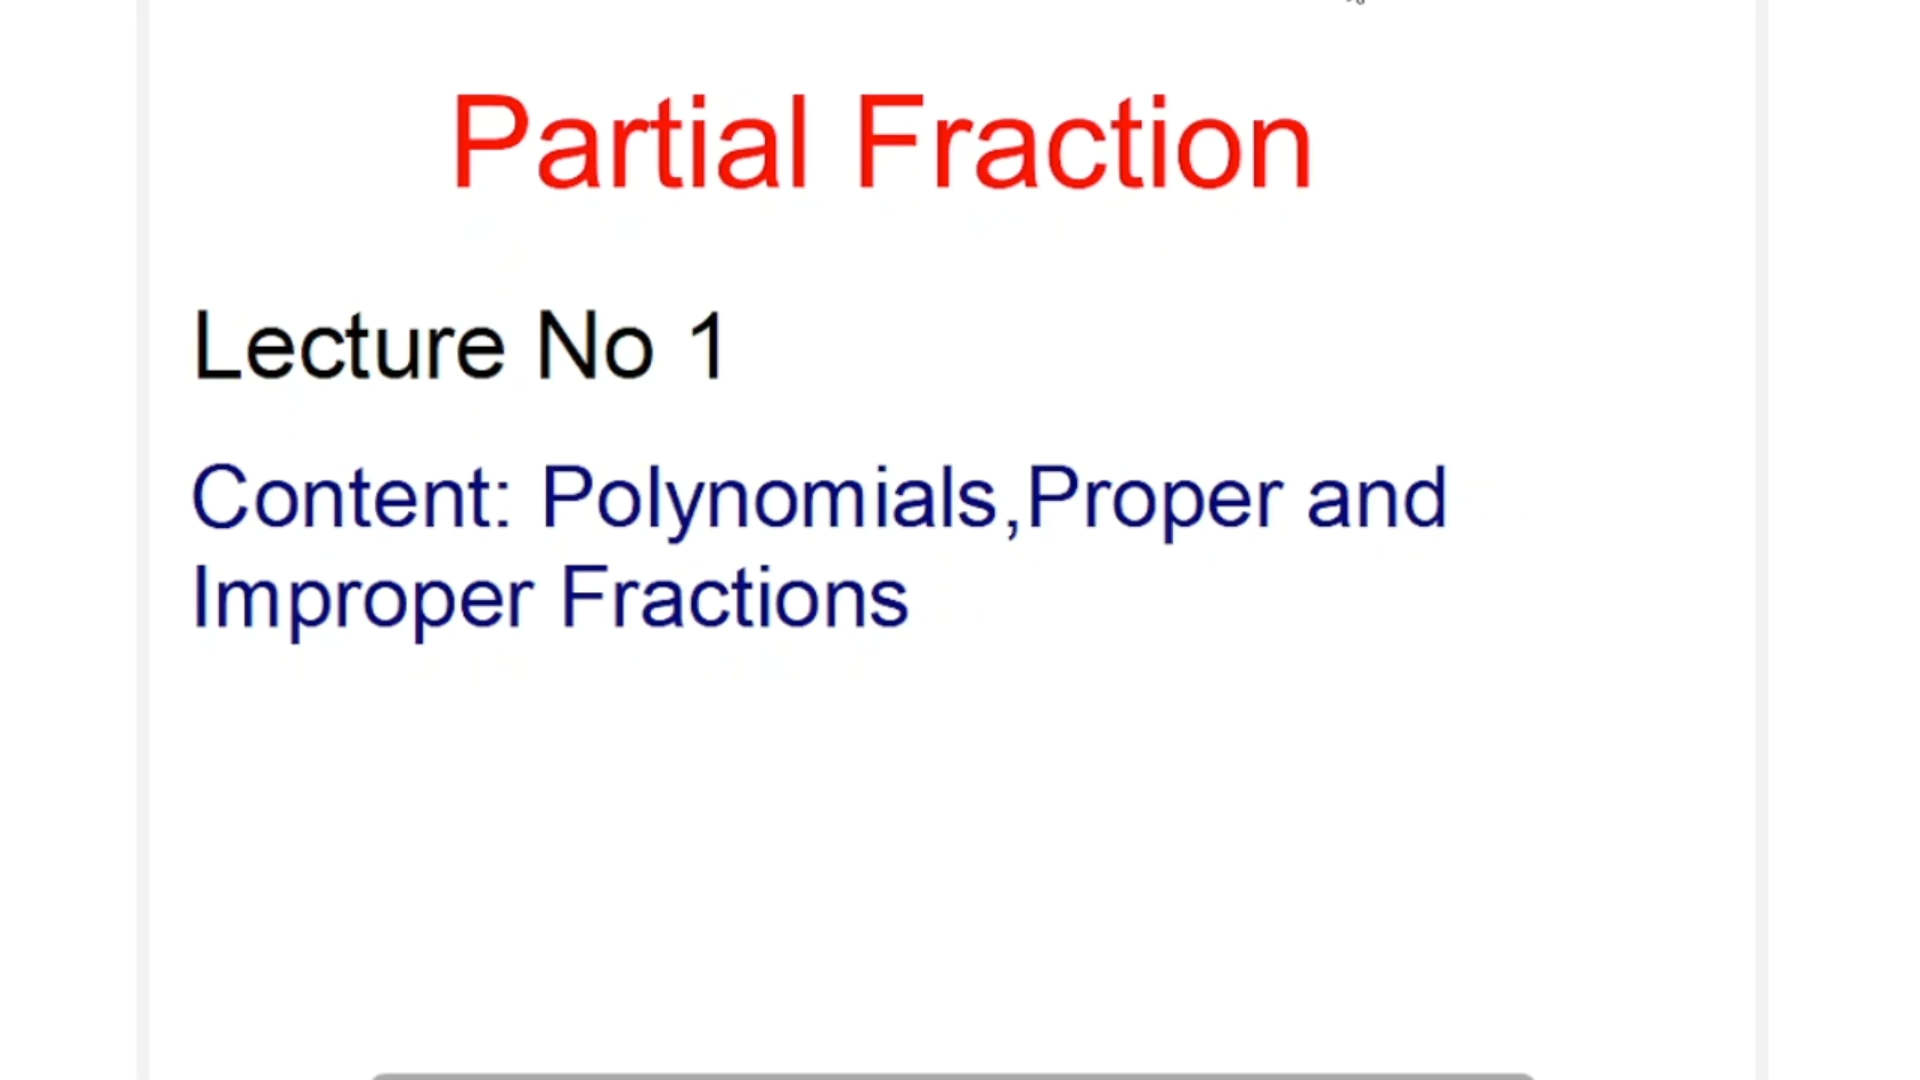 Partial Fraction
Lecture No 1
Content: Polynomials,Proper and
Improper Fractions